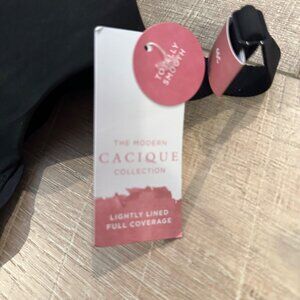 TOTALLY
SMOOTH
THE MODERN
CACIQUE
COLLECTION
LIGHTLY LINED
FULL COVERAGE